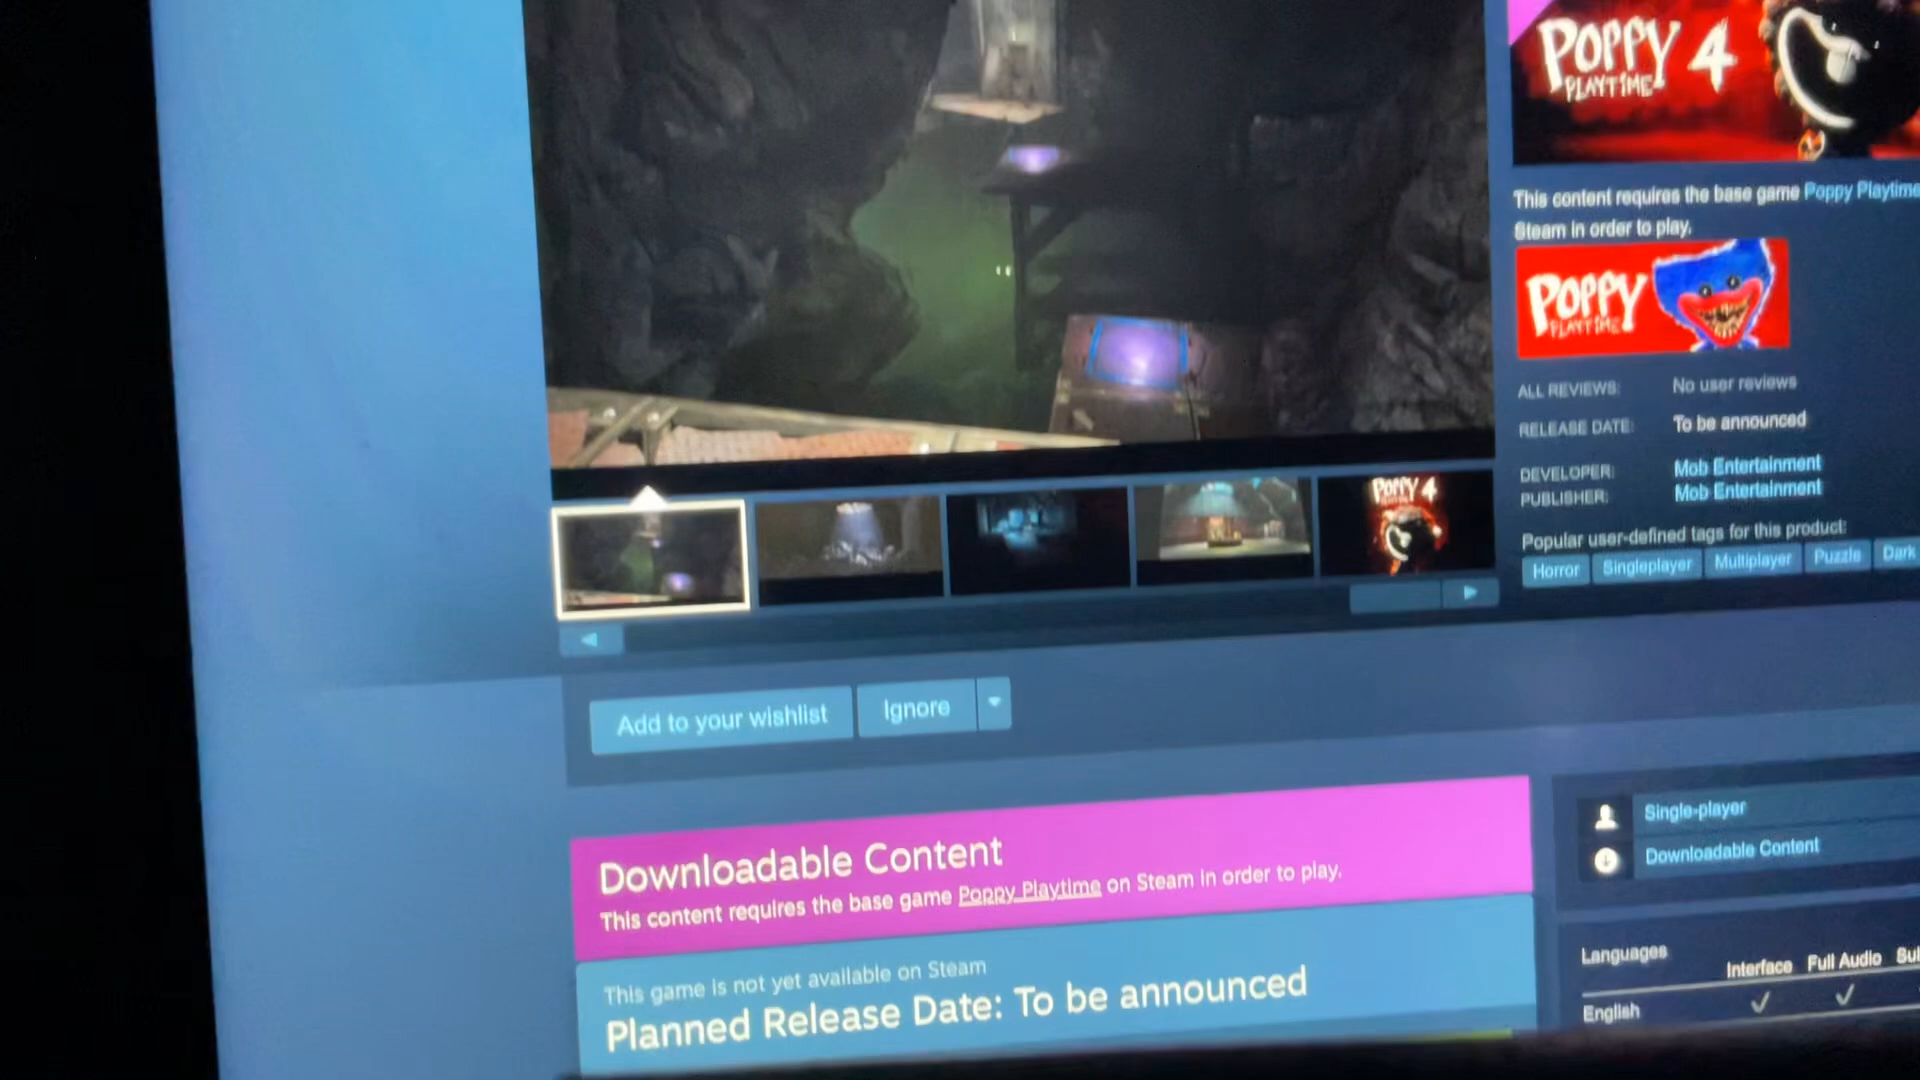 POPPY 4
PLAYTIME
This content requires the base game Poppy Playtime
Steam in order to play.
POPPY
PLAYTIME
ALL REVIEWS: No user reviews
RELEASE DATE: To be announced
DEVELOPER: Mob Entertainment
PUBLISHER: Mob Entertainment
Popular user-defined tags for this product:
Horror Singleplayer Multiplayer Puzzle Dark
POPPY 4
Add to your wishlist Ignore
Downloadable Content
This content requires the base game Poppy Playtime on Steam in order to play.
This game is not yet available on Steam
Planned Release Date: To be announced
Single-player
Downloadable Content
Languages
Interface Full Audio
English ✓ ✓